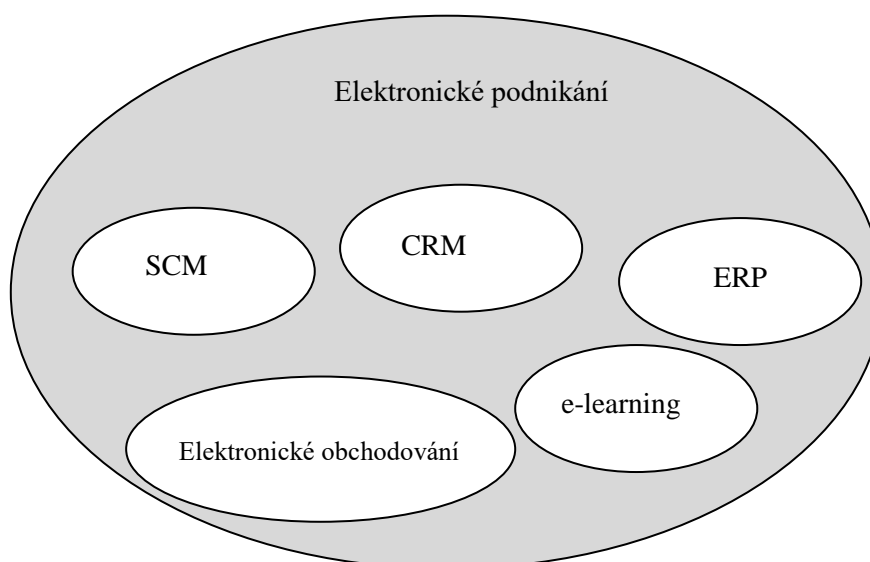 Elektronické podnikání
SCM
CRM
ERP
e-learning
Elektronické obchodování